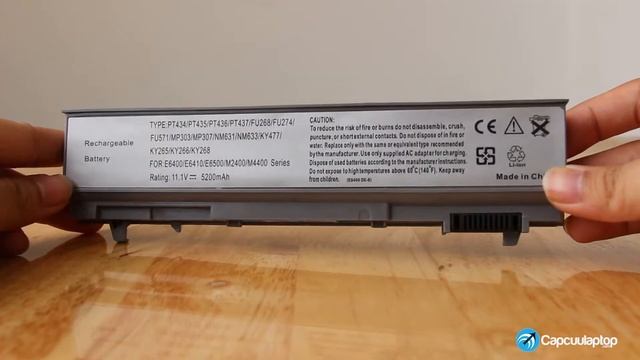 Rechargeable
Battery
TYPE:PT434/PT435/PT436/PT437/FU268/FU274/
FU571/MP303/MP307/NM631/NM633/KY477/
KY265/KY266/KY268
FOR E6400/E6410/E6500/M2400/M4400 Series
Rating: 11.1V 5200mAh
CAUTION:
To reduce the risk of fire or burns do not disassemble, crush,
puncture, or short external contacts. Do not dispose of in fire or
water. Replace only with the same or equivalent type recommended
by the manufacturer. Use only supplied AC adapter for charging.
Dispose of used batteries according to manufacturer instructions.
Do not expose to high temperatures above 60°C (140°F)
Keep away from children.
CE
Li-ion
Made In China
Capcuulaptop